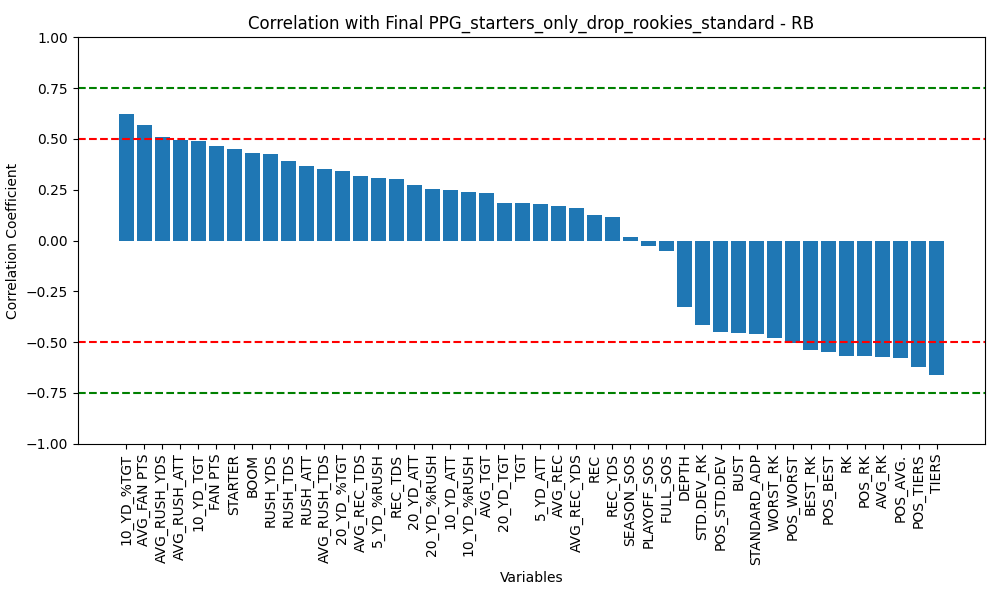 Correlation with Final PPG_starters_only_drop_rookies_standard - RB
1.00
0.75
0.50
0.25
0.00
−0.25
−0.50
−0.75
−1.00
Correlation Coefficient
10_YD_%TGT
AVG_FAN PTS
AVG_RUSH_YDS
AVG_RUSH_ATT
10_YD_TGT
FAN PTS
STARTER
BOOM
RUSH_YDS
RUSH_TDS
RUSH_ATT
AVG_RUSH_TDS
20_YD_%TGT
AVG_REC_TDS
5_YD_%RUSH
REC_TDS
20_YD_ATT
20_YD_%RUSH
10_YD_ATT
10_YD_%RUSH
AVG_TGT
20_YD_TGT
TGT
5_YD_ATT
AVG_REC
AVG_REC_YDS
REC
REC_YDS
SEASON_SOS
PLAYOFF_SOS
FULL_SOS
DEPTH
STD.DEV_RK
POS_STD.DEV
BUST
STANDARD_ADP
WORST_RK
POS_WORST
BEST_RK
POS_BEST
RK
POS_RK
AVG_RK
POS_AVG.
POS_TIERS
TIERS
Variables